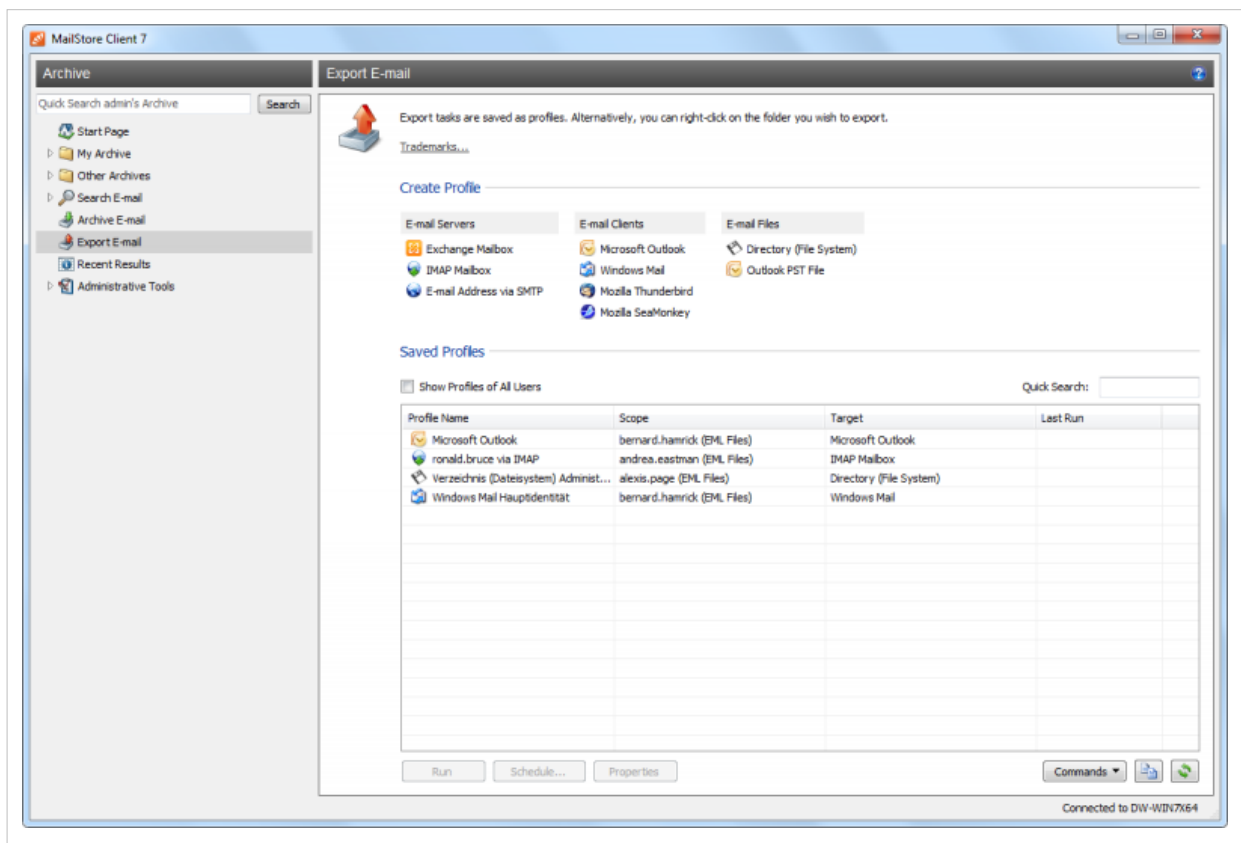 MailStore Client 7
Archive
Export E-mail
Quick Search admin's Archive
Search
Start Page
My Archive
Other Archives
Search E-mail
Archive E-mail
Export E-mail
Recent Results
Administrative Tools
Export tasks are saved as profiles. Alternatively, you can right-click on the folder you wish to export.
Trademarks...
Create Profile
E-mail Servers E-mail Clients E-mail Files
Exchange Mailbox Microsoft Outlook Directory (File System)
IMAP Mailbox Windows Mail Outlook PST File
E-mail Address via SMTP Mozilla Thunderbird
Mozilla SeaMonkey
Saved Profiles
Show Profiles of All Users Quick Search:
Profile Name Scope Target Last Run
Microsoft Outlook bernard.hamrick (EML Files) Microsoft Outlook
ronald.bruce via IMAP andrea.eastman (EML Files) IMAP Mailbox
Verzeichnis (Dateisystem) Administ... alexis.page (EML Files) Directory (File System)
Windows Mail Hauptidentität bernard.hamrick (EML Files) Windows Mail
Run Schedule... Properties Commands
Connected to DW-WIN7X64